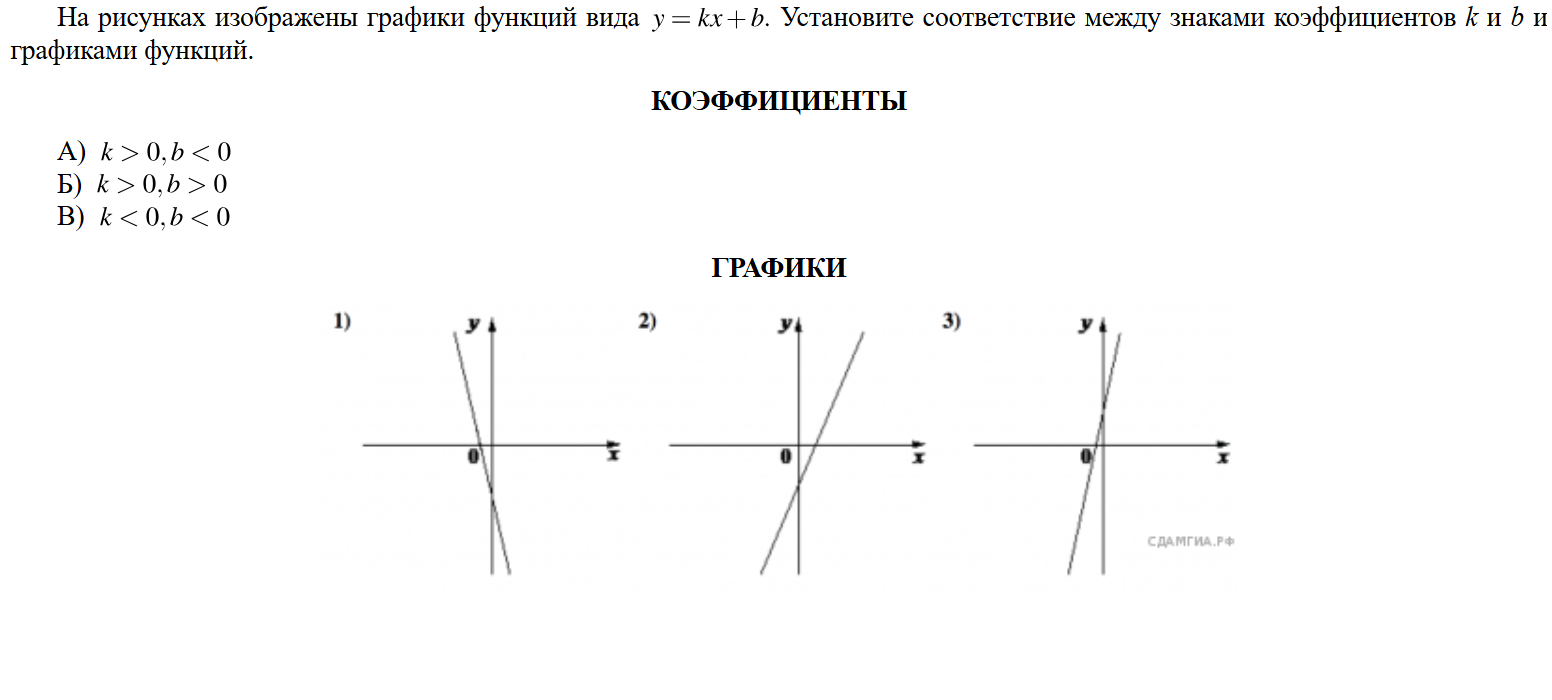 На рисунках изображены графики функций вида y = kx + b. Установите соответствие между знаками коэффициентов k и b и
графиками функций.
КОЭФФИЦИЕНТЫ
А) k > 0, b < 0
Б) k > 0, b > 0
В) k < 0, b < 0
ГРАФИКИ
1) y 2) y 3) y
0 x 0 x 0 x
СДАМГИА.РФ